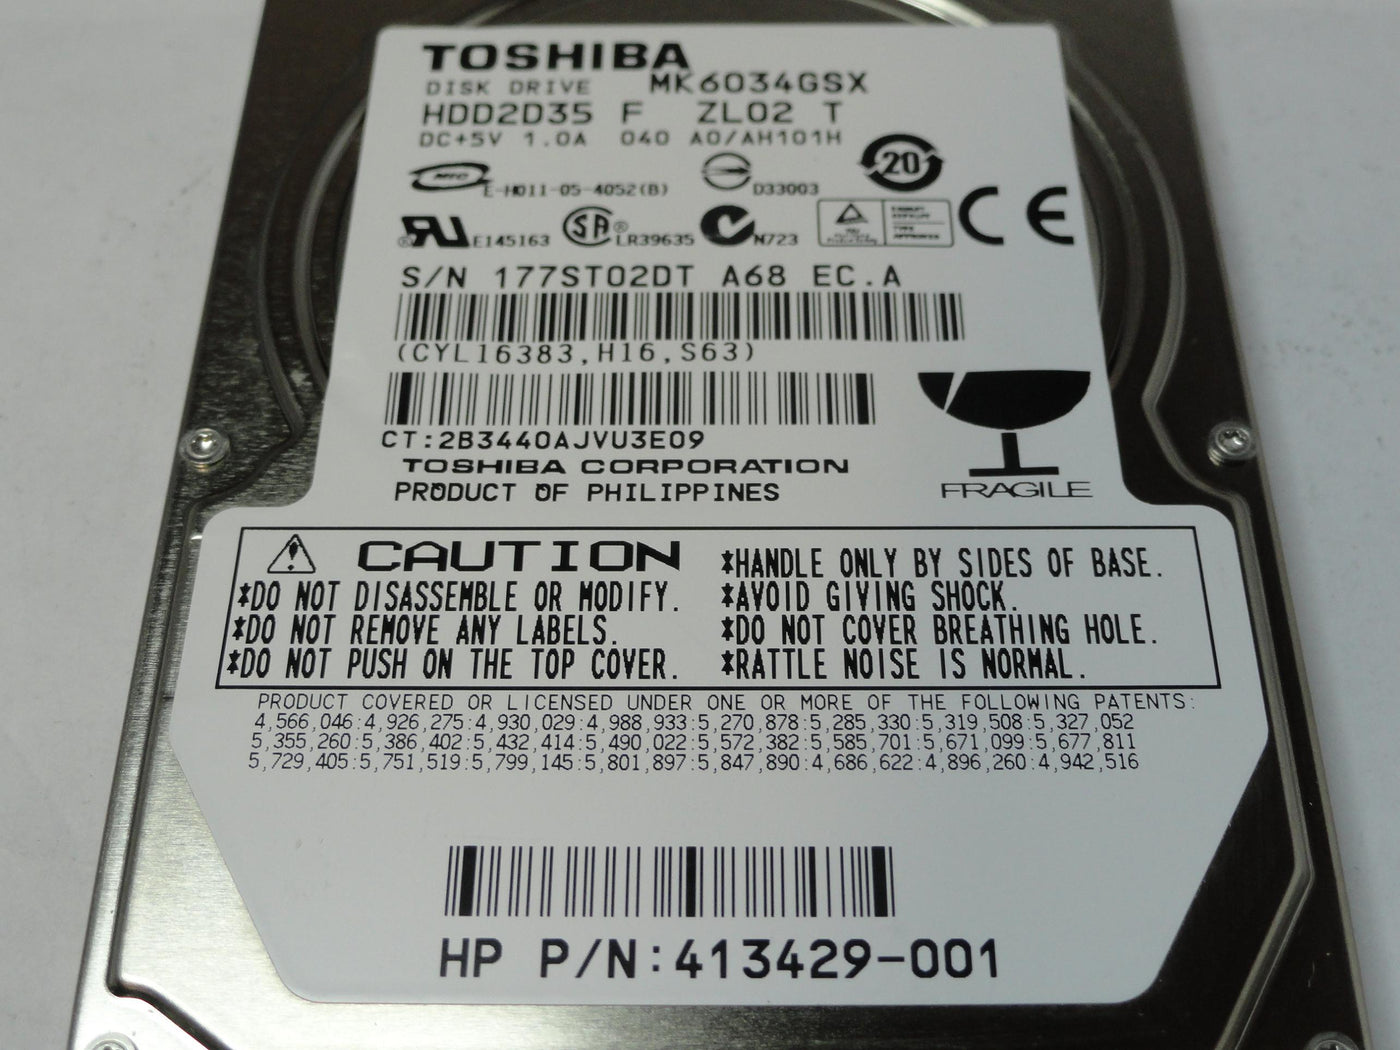 TOSHIBA
DISK DRIVE MK6034GSX
HDD2D35 F ZL02 T
DC+5V 1.0A 040 A0/AH101H
MIC E-H011-05-4052(B) D33003 20
E145163 LR39635 N723 CE
S/N 177ST02DT A68 EC.A
(CYL16383,H16,S63)
CT:2B3440AJVU3E09
TOSHIBA CORPORATION
PRODUCT OF PHILIPPINES
FRAGILE
CAUTION
*DO NOT DISASSEMBLE OR MODIFY.
*DO NOT REMOVE ANY LABELS.
*DO NOT PUSH ON THE TOP COVER.
*HANDLE ONLY BY SIDES OF BASE.
*AVOID GIVING SHOCK.
*DO NOT COVER BREATHING HOLE.
*RATTLE NOISE IS NORMAL.
PRODUCT COVERED OR LICENSED UNDER ONE OR MORE OF THE FOLLOWING PATENTS:
4,566,046:4,926,275:4,930,029:4,988,933:5,270,878:5,285,330:5,319,508:5,327,052
5,355,260:5,386,402:5,432,414:5,490,022:5,572,382:5,585,701:5,671,099:5,677,811
5,729,405:5,751,519:5,799,145:5,801,897:5,847,890:4,686,622:4,896,260:4,942,516
HP P/N:413429-001